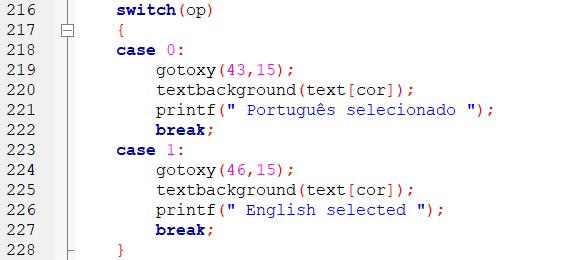 216 switch(op)
217 {
218 case 0:
219 gotoxy(43,15);
220 textbackground(text[cor]);
221 printf(" Português selecionado ");
222 break;
223 case 1:
224 gotoxy(46,15);
225 textbackground(text[cor]);
226 printf(" English selected ");
227 break;
228 }